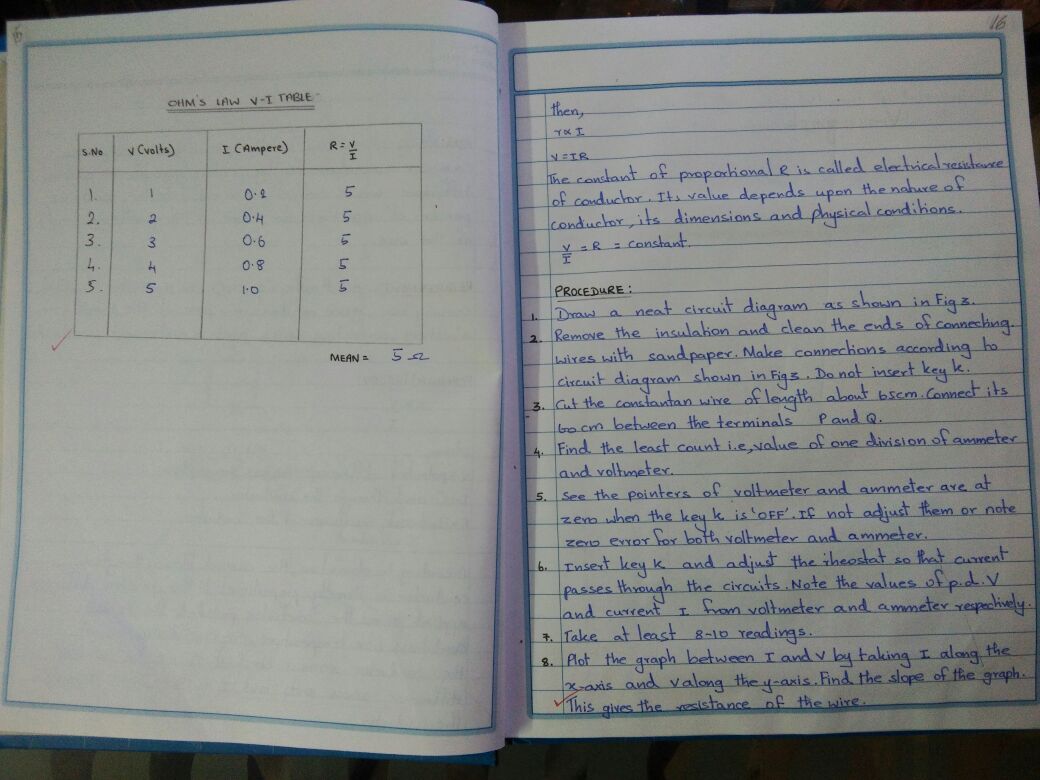 OHM'S LAW V-I TABLE
S.No V (volts) I (Ampere) R = V/I
1. 1 0.2 5
2. 2 0.4 5
3. 3 0.6 5
4. 4 0.8 5
5. 5 1.0 5
MEAN = 5 Ω
16
then,
V ∝ I
V = IR
The constant of proportional R is called electrical resistance
of conductor. Its value depends upon the nature of
conductor, its dimensions and physical conditions.
V/I = R = constant.
PROCEDURE:
1. Draw a neat circuit diagram as shown in Fig 3.
2. Remove the insulation and clean the ends of connecting
wires with sandpaper. Make connections according to
circuit diagram shown in Fig 3. Do not insert key k.
3. Cut the constantan wire of length about 65cm. Connect its
60 cm between the terminals P and Q.
4. Find the least count i.e, value of one division of ammeter
and voltmeter.
5. See the pointers of voltmeter and ammeter are at
zero when the key k is 'OFF'. If not adjust them or note
zero error for both voltmeter and ammeter.
6. Insert key k and adjust the rheostat so that current
passes through the circuits. Note the values of p.d. V
and current I from voltmeter and ammeter respectively.
7. Take at least 8-10 readings.
8. Plot the graph between I and V by taking I along the
x-axis and V along the y-axis. Find the slope of the graph.
This gives the resistance of the wire.